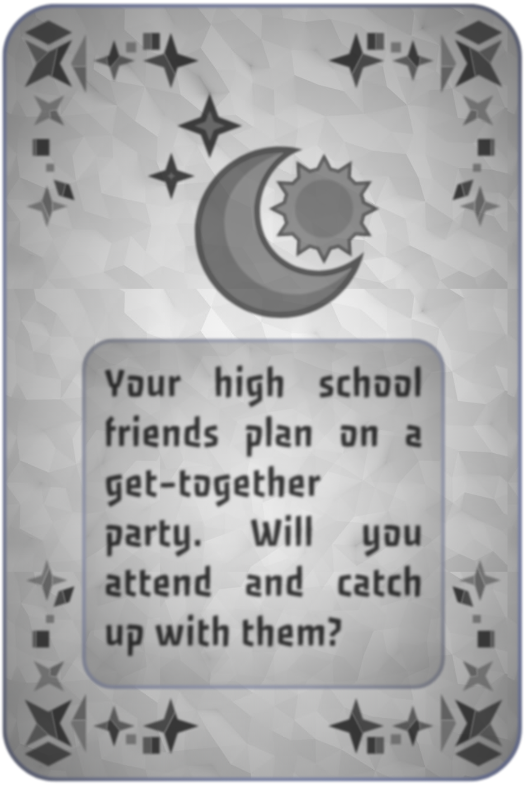 Your high school
friends plan on a
get-together
party. Will you
attend and catch
up with them?